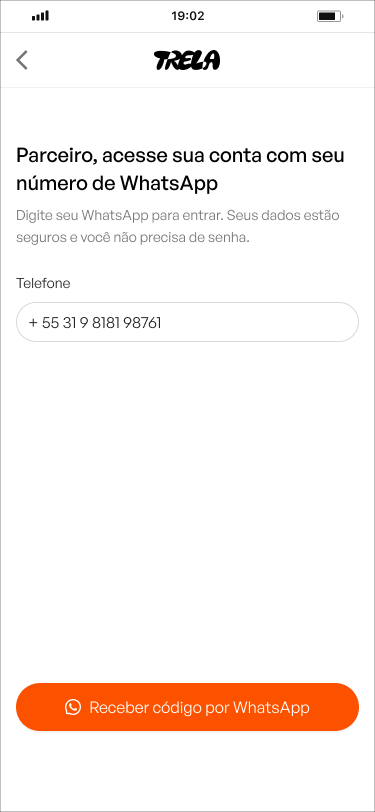 19:02
TRELA
Parceiro, acesse sua conta com seu
número de WhatsApp
Digite seu WhatsApp para entrar. Seus dados estão
seguros e você não precisa de senha.
Telefone
+ 55 31 9 8181 98761
Receber código por WhatsApp